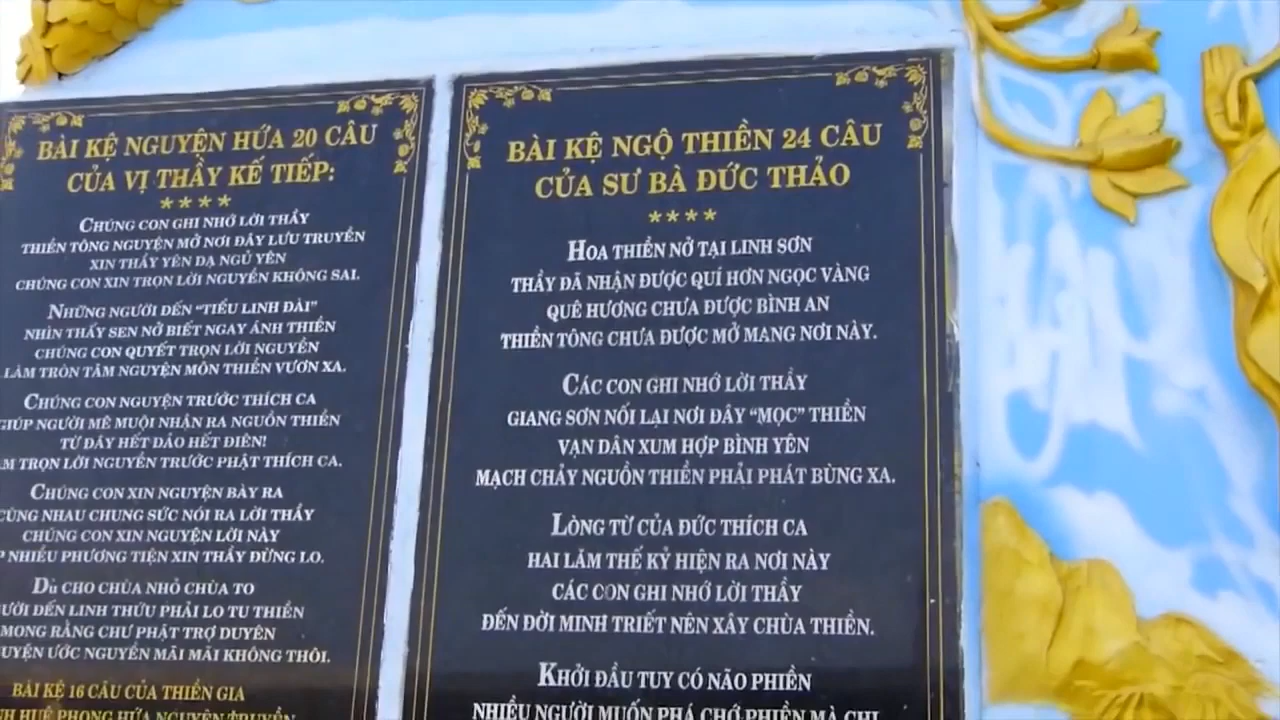 BÀI KỆ NGUYỆN HỨA 20 CÂU
CỦA VỊ THẦY KẾ TIẾP:
****
CHÚNG CON GHI NHỚ LỜI THẦY
THIỀN TÔNG NGUYỆN MỞ NƠI ĐÂY LƯU TRUYỀN
XIN THẦY YÊN DẠ NGỦ YÊN
CHÚNG CON XIN TRỌN LỜI NGUYỀN KHÔNG SAI.
NHỮNG NGƯỜI ĐẾN “TIỂU LINH ĐÀI”
NHÌN THẤY SEN NỞ BIẾT NGAY ÁNH THIỀN
CHÚNG CON QUYẾT TRỌN LỜI NGUYỀN
LÀM TRÒN TÂM NGUYỆN MÔN THIỀN VƯƠN XA.
CHÚNG CON NGUYỆN TRƯỚC THÍCH CA
GIÚP NGƯỜI MÊ MUỘI NHẬN RA NGUỒN THIỀN
TỪ ĐÂY HẾT ĐẢO HẾT ĐIÊN!
TRỌN LỜI NGUYỀN TRƯỚC PHẬT THÍCH CA.
CHÚNG CON XIN NGUYỆN BÀY RA
CÙNG NHAU CHUNG SỨC NÓI RA LỜI THẦY
CHÚNG CON XIN NGUYỆN LỜI NÀY
NHIỀU PHƯƠNG TIỆN XIN THẦY ĐỪNG LO.
DÙ CHO CHÙA NHỎ CHÙA TO
ĐẾN LINH THỨU PHẢI LO TU THIỀN
MONG RẰNG CHƯ PHẬT TRỢ DUYÊN
ƯỚC NGUYỀN MÃI MÃI KHÔNG THÔI.
BÀI KỆ 16 CÂU CỦA THIỀN GIA
HUỆ PHONG HỨA NGUYỆN TRUYỀN
BÀI KỆ NGỘ THIỀN 24 CÂU
CỦA SƯ BÀ ĐỨC THẢO
****
HOA THIỀN NỞ TẠI LINH SƠN
THẦY ĐÃ NHẬN ĐƯỢC QUÍ HƠN NGỌC VÀNG
QUÊ HƯƠNG CHƯA ĐƯỢC BÌNH AN
THIỀN TÔNG CHƯA ĐƯỢC MỞ MANG NƠI NÀY.
CÁC CON GHI NHỚ LỜI THẦY
GIANG SƠN NỐI LẠI NƠI ĐÂY “MỌC” THIỀN
VẠN DÂN XUM HỢP BÌNH YÊN
MẠCH CHẢY NGUỒN THIỀN PHẢI PHÁT BÙNG XA.
LÒNG TỪ CỦA ĐỨC THÍCH CA
HAI LĂM THẾ KỶ HIỆN RA NƠI NÀY
CÁC CON GHI NHỚ LỜI THẦY
ĐẾN ĐỜI MINH TRIẾT NÊN XÂY CHÙA THIỀN.
KHỞI ĐẦU TUY CÓ NÃO PHIỀN
NHIỀU NGƯỜI MUỐN PHÁ CHỚ PHIỀN MÀ CHI